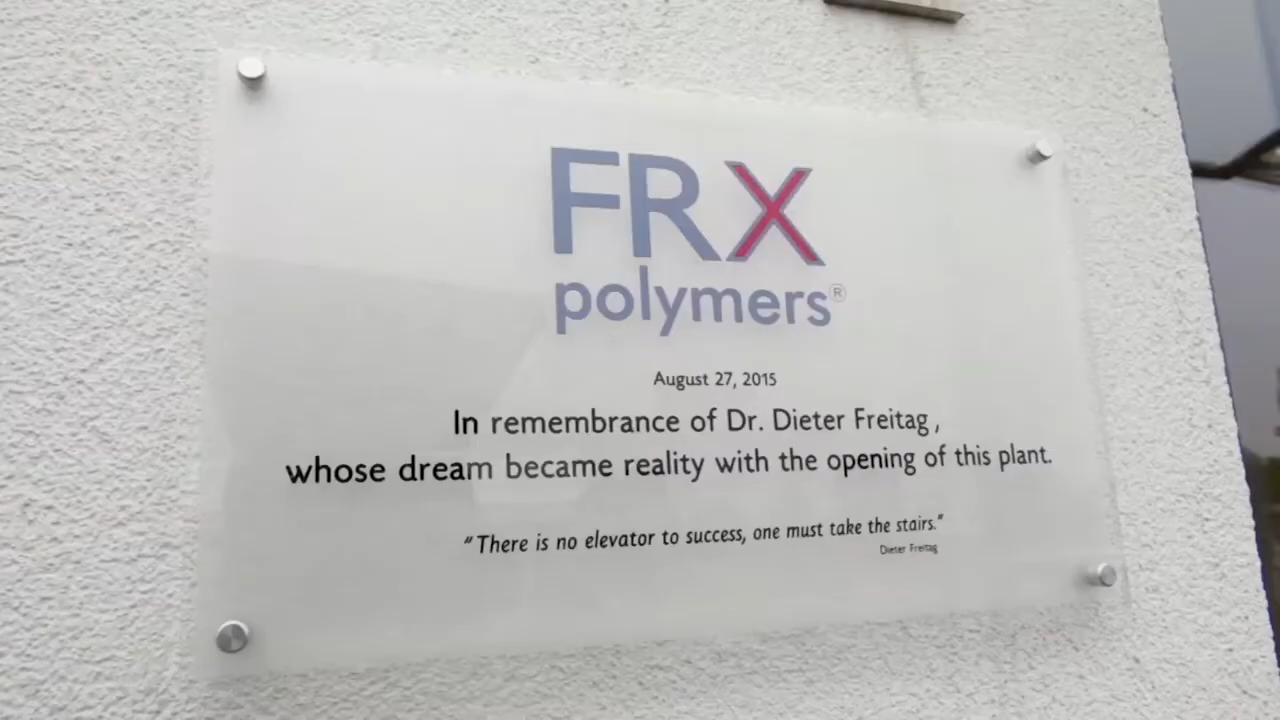 FRX
polymers®
August 27, 2015
In remembrance of Dr. Dieter Freitag ,
whose dream became reality with the opening of this plant.
“There is no elevator to success, one must take the stairs.”
Dieter Freitag